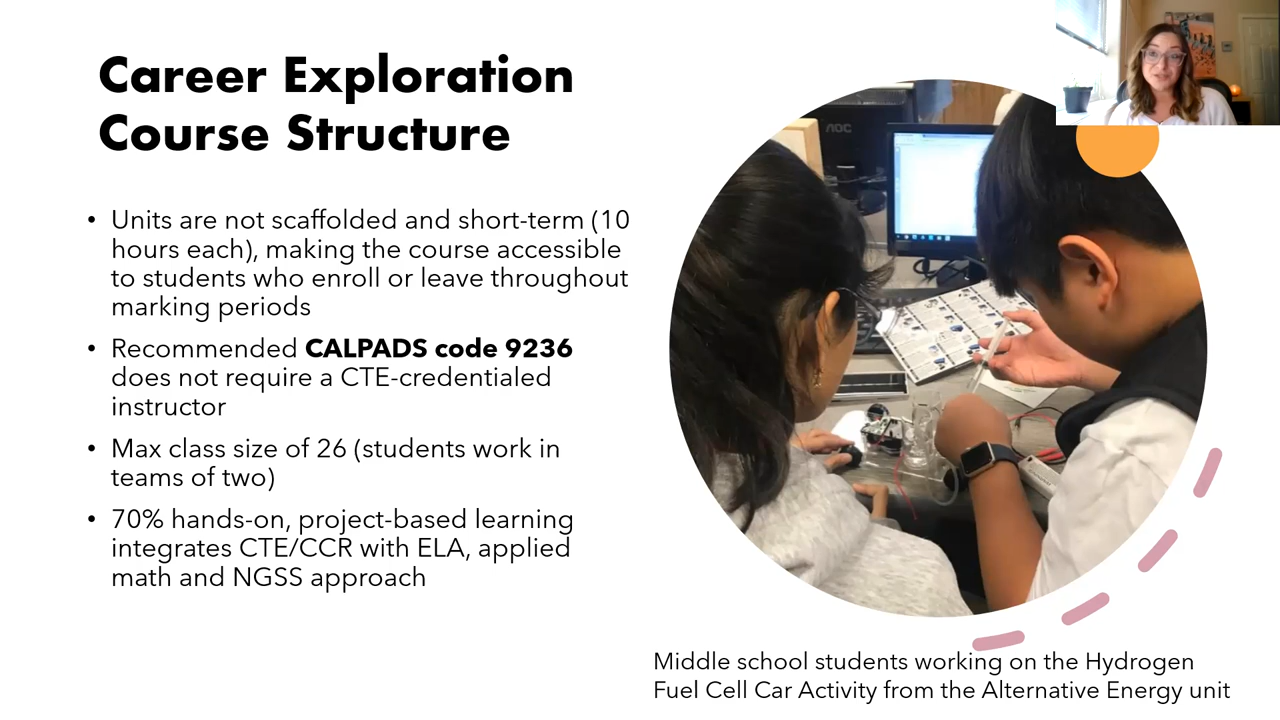 Career Exploration
Course Structure
• Units are not scaffolded and short-term (10
hours each), making the course accessible
to students who enroll or leave throughout
marking periods
• Recommended CALPADS code 9236
does not require a CTE-credentialed
instructor
• Max class size of 26 (students work in
teams of two)
• 70% hands-on, project-based learning
integrates CTE/CCR with ELA, applied
math and NGSS approach
AOC
Middle school students working on the Hydrogen
Fuel Cell Car Activity from the Alternative Energy unit